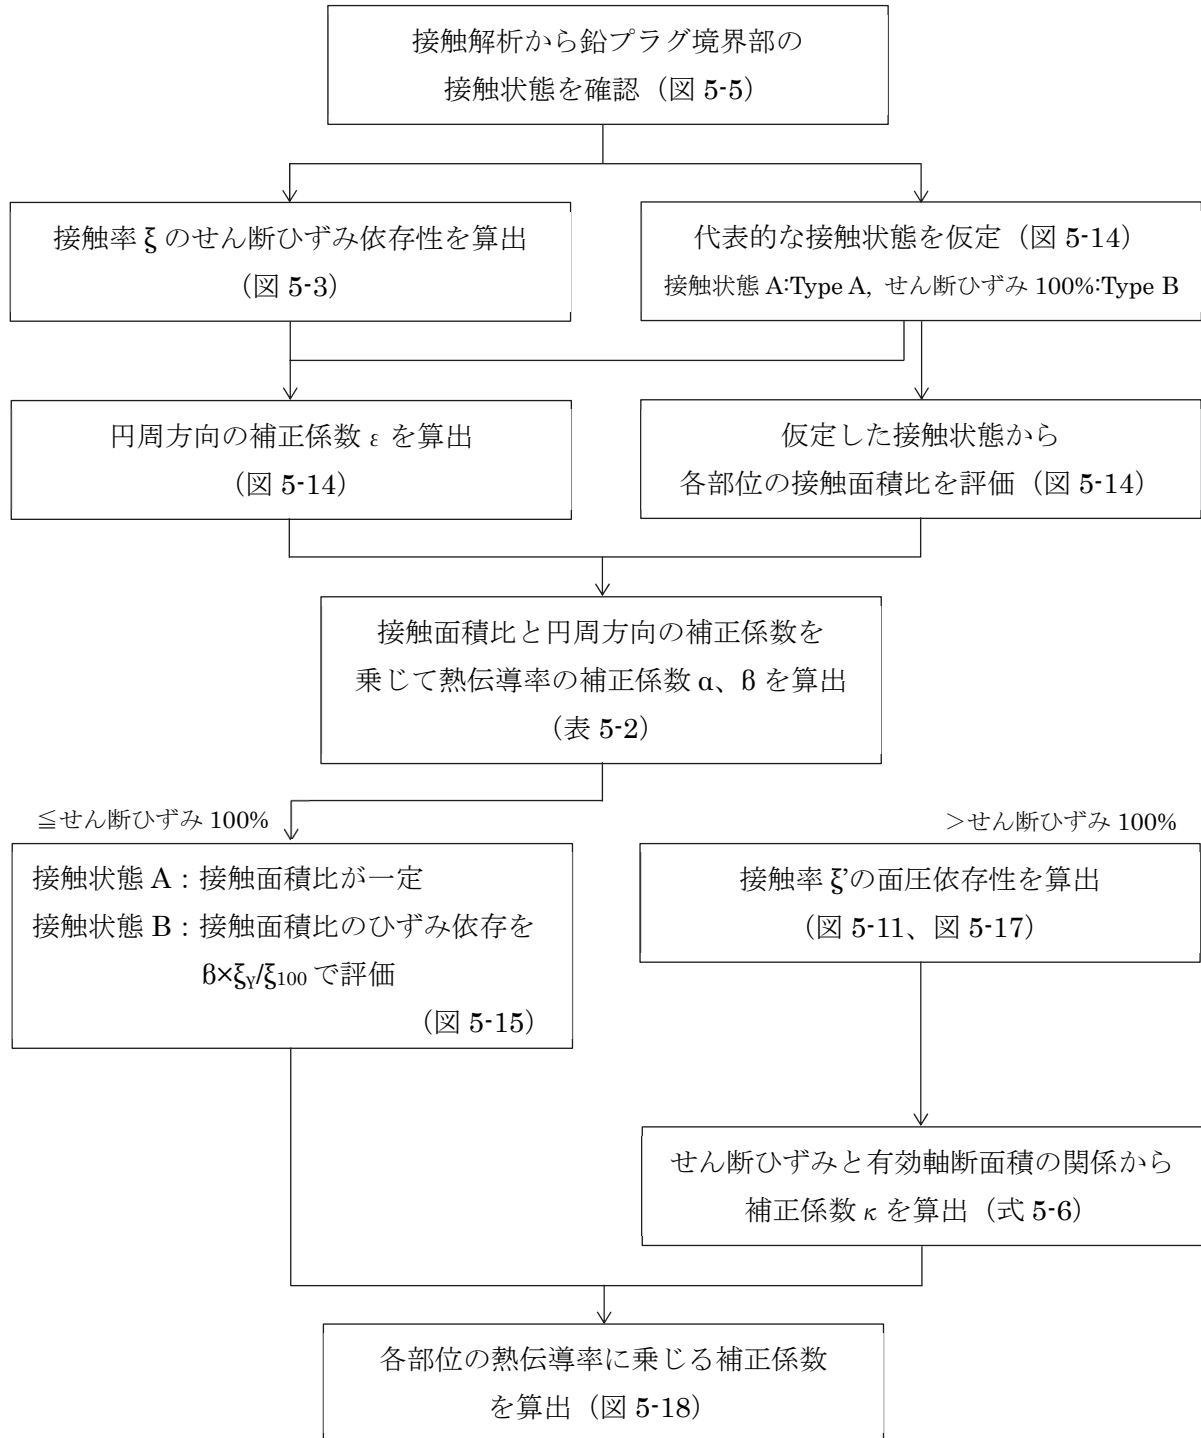 接触解析から鉛プラグ境界部の
接触状態を確認（図 5-5）
接触率 ξ のせん断ひずみ依存性を算出
（図 5-3）
代表的な接触状態を仮定（図 5-14）
接触状態 A:Type A, せん断ひずみ 100%:Type B
円周方向の補正係数 ε を算出
（図 5-14）
仮定した接触状態から
各部位の接触面積比を評価（図 5-14）
接触面積比と円周方向の補正係数を
乗じて熱伝導率の補正係数 α、β を算出
（表 5-2）
≦せん断ひずみ 100%
＞せん断ひずみ 100%
接触状態 A：接触面積比が一定
接触状態 B：接触面積比のひずみ依存を
β×ξγ/ξ100 で評価
（図 5-15）
接触率 ξ’の面圧依存性を算出
（図 5-11、図 5-17）
せん断ひずみと有効軸断面積の関係から
補正係数 κ を算出（式 5-6）
各部位の熱伝導率に乗じる補正係数
を算出（図 5-18）